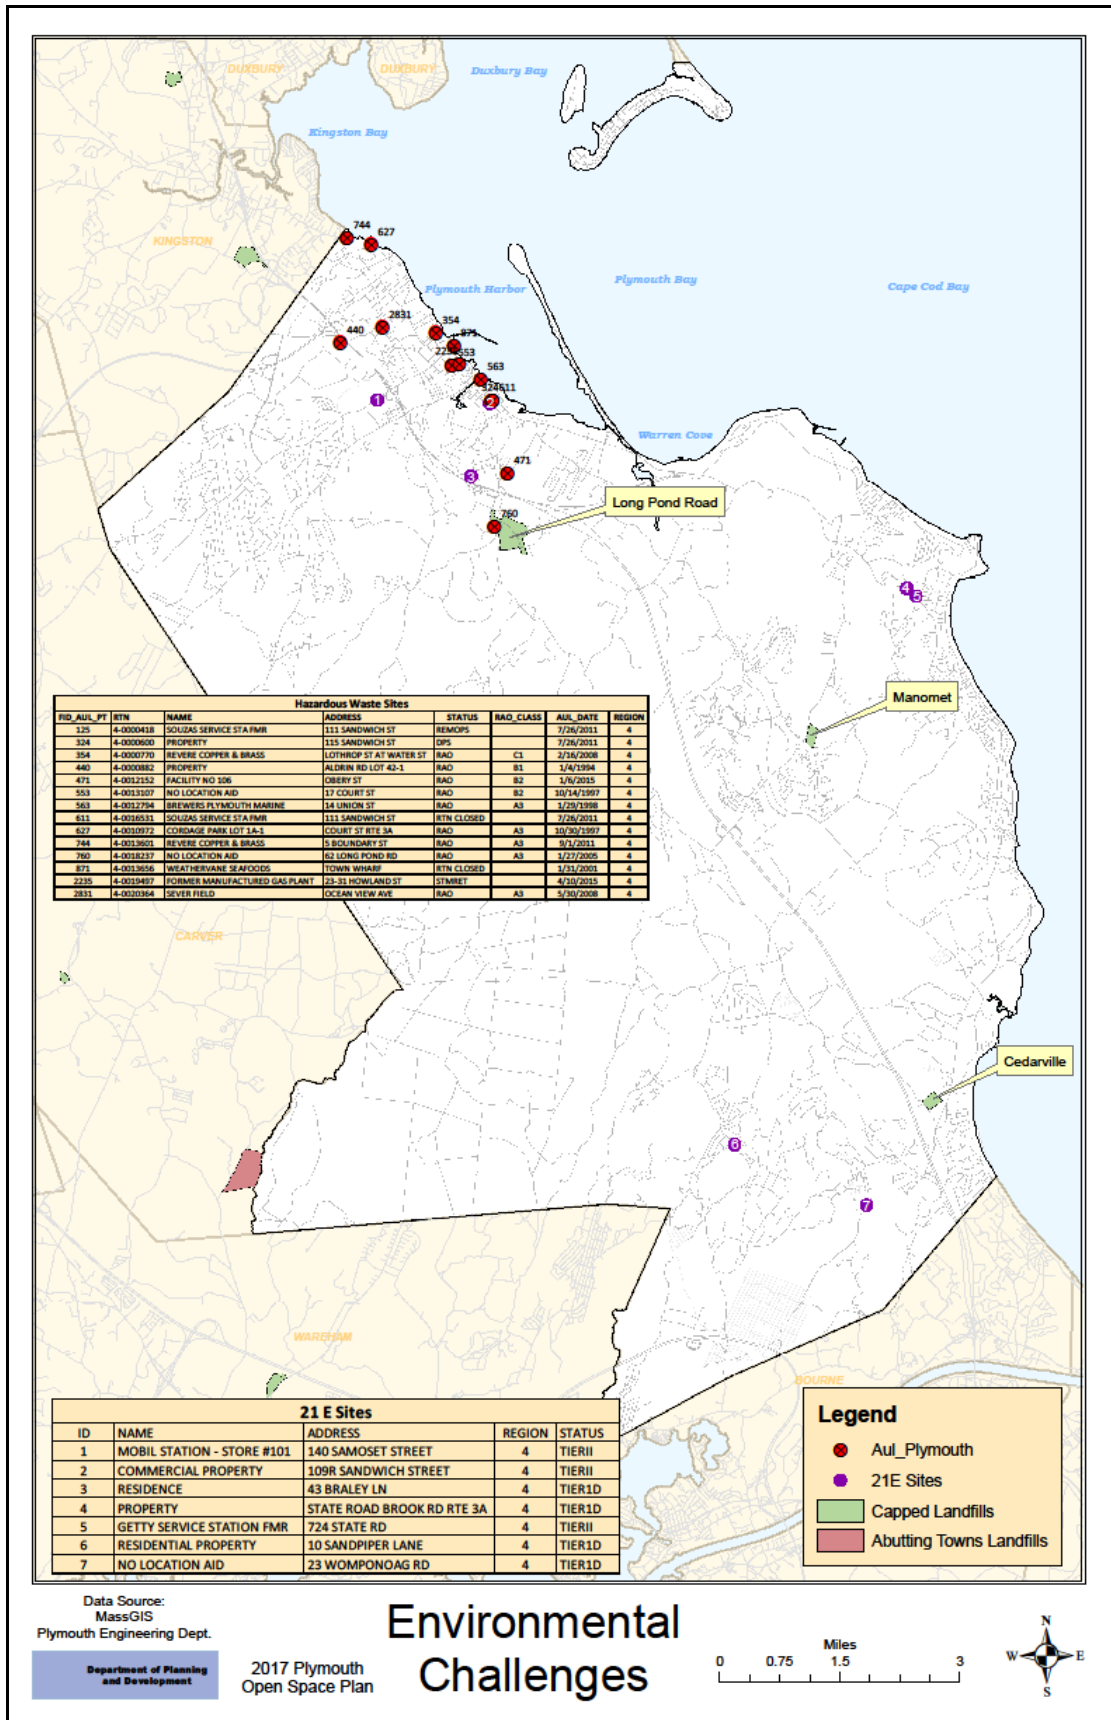 DUXBURY
DUXBURY
Duxbury Bay
Kingston Bay
KINGSTON
744
627
Plymouth Harbor
Plymouth Bay
Cape Cod Bay
2831
354
440
871
553
563
1
2
Warren Cove
471
3
Long Pond Road
760
4
5
Manomet
Hazardous Waste Sites
FID_AUL_PT RTN NAME ADDRESS STATUS RAO_CLASS AUL_DATE REGION
125 4-0000418 SOUZAS SERVICE STA FMR 111 SANDWICH ST REMOPS 7/26/2011 4
324 4-0000600 PROPERTY 115 SANDWICH ST DPS 7/26/2011 4
354 4-0000770 REVERE COPPER & BRASS LOTHROP ST AT WATER ST RAO C1 2/16/2008 4
440 4-0000882 PROPERTY ALDRIN RD LOT 42-1 RAO B1 1/4/1994 4
471 4-0012152 FACILITY NO 106 OBERY ST RAO B2 1/6/2015 4
553 4-0013107 NO LOCATION AID 17 COURT ST RAO B2 10/14/1997 4
563 4-0012794 BREWERS PLYMOUTH MARINE 14 UNION ST RAO A3 1/29/1998 4
611 4-0016531 SOUZAS SERVICE STA FMR 111 SANDWICH ST RTN CLOSED 7/26/2011 4
627 4-0010972 CORDAGE PARK LOT 1A-1 COURT ST RTE 3A RAO A3 10/30/1997 4
744 4-0013601 REVERE COPPER & BRASS 5 BOUNDARY ST RAO A3 9/1/2011 4
760 4-0018237 NO LOCATION AID 62 LONG POND RD RAO A3 1/27/2005 4
871 4-0013656 WEATHERVANE SEAFOODS TOWN WHARF RTN CLOSED 1/31/2001 4
2235 4-0019497 FORMER MANUFACTURED GAS PLANT 23-31 HOWLAND ST STMRET 4/10/2015 4
2831 4-0020364 SEVER FIELD OCEAN VIEW AVE RAO A3 5/30/2008 4
CARVER
Cedarville
6
7
WAREHAM
BOURNE
21 E Sites
ID NAME ADDRESS REGION STATUS
1 MOBIL STATION - STORE #101 140 SAMOSET STREET 4 TIERII
2 COMMERCIAL PROPERTY 109R SANDWICH STREET 4 TIERII
3 RESIDENCE 43 BRALEY LN 4 TIER1D
4 PROPERTY STATE ROAD BROOK RD RTE 3A 4 TIER1D
5 GETTY SERVICE STATION FMR 724 STATE RD 4 TIERII
6 RESIDENTIAL PROPERTY 10 SANDPIPER LANE 4 TIER1D
7 NO LOCATION AID 23 WOMPONOAG RD 4 TIER1D
Legend
Aul_Plymouth
21E Sites
Capped Landfills
Abutting Towns Landfills
Data Source:
MassGIS
Plymouth Engineering Dept.
Department of Planning
and Development
2017 Plymouth
Open Space Plan
Environmental
Challenges
Miles
0 0.75 1.5 3
N
W E
S